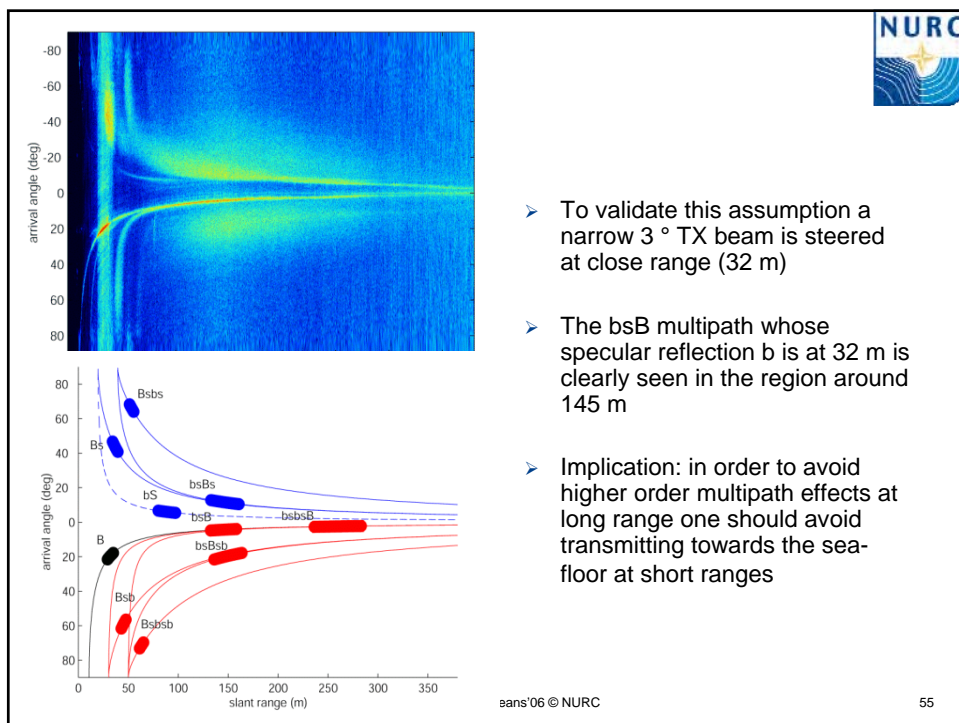 NURC
-80
-60
-40
-20
0
20
40
60
80
arrival angle (deg)
➢ To validate this assumption a
narrow 3 ° TX beam is steered
at close range (32 m)
➢ The bsB multipath whose
specular reflection b is at 32 m is
clearly seen in the region around
145 m
➢ Implication: in order to avoid
higher order multipath effects at
long range one should avoid
transmitting towards the sea-
floor at short ranges
80
60
40
20
0
20
40
60
80
arrival angle (deg)
Bsbs
Bs
bsBs
bS
bsB
bsbsB
B
bsBsb
Bsb
Bsbsb
0 50 100 150 200 250 300 350
slant range (m)
eans'06 © NURC
55